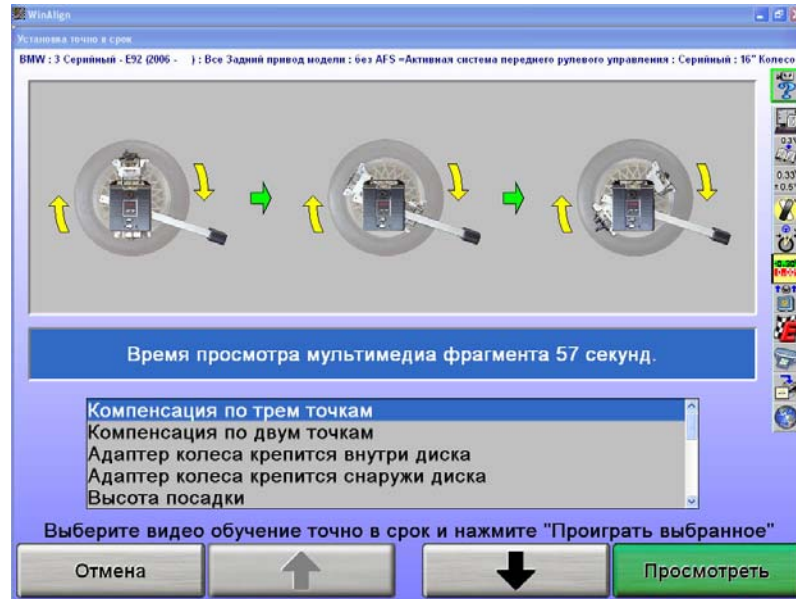 WinAlign
Установка точно в срок
BMW : 3 Серийный - E92 (2006 - ) : Все Задний привод модели : без AFS =Активная система переднего рулевого управления : Серийный : 16" Колесо
Время просмотра мультимедиа фрагмента 57 секунд.
Компенсация по трем точкам
Компенсация по двум точкам
Адаптер колеса крепится внутри диска
Адаптер колеса крепится снаружи диска
Высота посадки
Выберите видео обучение точно в срок и нажмите "Проиграть выбранное"
Отмена
Просмотреть